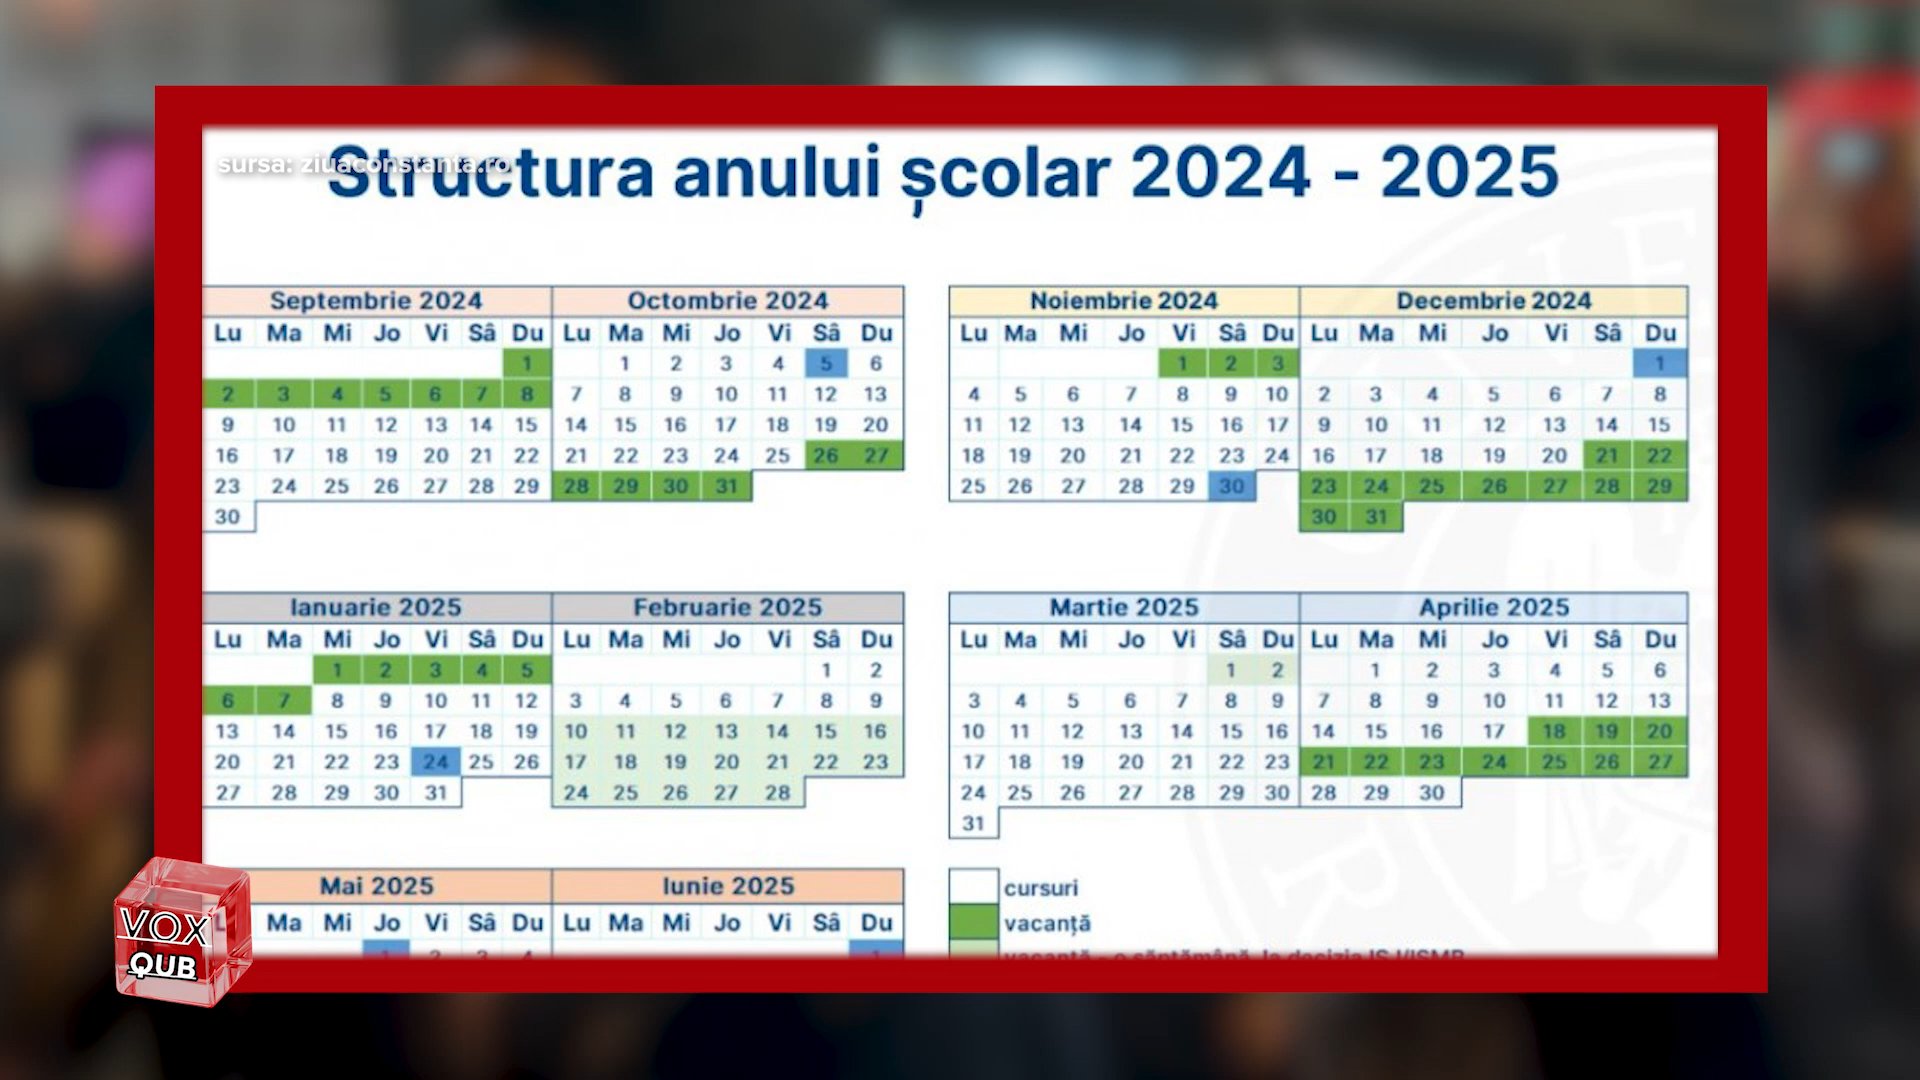 sursa: ziuaconstanta.ro
Structura anului școlar 2024 - 2025
Septembrie 2024 Octombrie 2024 Noiembrie 2024 Decembrie 2024
Lu Ma Mi Jo Vi Sâ Du Lu Ma Mi Jo Vi Sâ Du Lu Ma Mi Jo Vi Sâ Du Lu Ma Mi Jo Vi Sâ Du
1 1 2 3 4 5 6 1 2 3 1
2 3 4 5 6 7 8 7 8 9 10 11 12 13 4 5 6 7 8 9 10 2 3 4 5 6 7 8
9 10 11 12 13 14 15 14 15 16 17 18 19 20 11 12 13 14 15 16 17 9 10 11 12 13 14 15
16 17 18 19 20 21 22 21 22 23 24 25 26 27 18 19 20 21 22 23 24 16 17 18 19 20 21 22
23 24 25 26 27 28 29 28 29 30 31 25 26 27 28 29 30 23 24 25 26 27 28 29
30 30 31
Ianuarie 2025 Februarie 2025 Martie 2025 Aprilie 2025
Lu Ma Mi Jo Vi Sâ Du Lu Ma Mi Jo Vi Sâ Du Lu Ma Mi Jo Vi Sâ Du Lu Ma Mi Jo Vi Sâ Du
1 2 3 4 5 1 2 1 2 1 2 3 4 5 6
6 7 8 9 10 11 12 3 4 5 6 7 8 9 3 4 5 6 7 8 9 7 8 9 10 11 12 13
13 14 15 16 17 18 19 10 11 12 13 14 15 16 10 11 12 13 14 15 16 14 15 16 17 18 19 20
20 21 22 23 24 25 26 17 18 19 20 21 22 23 17 18 19 20 21 22 23 21 22 23 24 25 26 27
27 28 29 30 31 24 25 26 27 28 24 25 26 27 28 29 30 28 29 30
31
Mai 2025 Iunie 2025 cursuri
Ma Mi Jo Vi Sâ Du Lu Ma Mi Jo Vi Sâ Du vacanță
1 2 3 4 1 vacanță - o săptămână, la decizia ISJ/ISMB
VOX
QUB